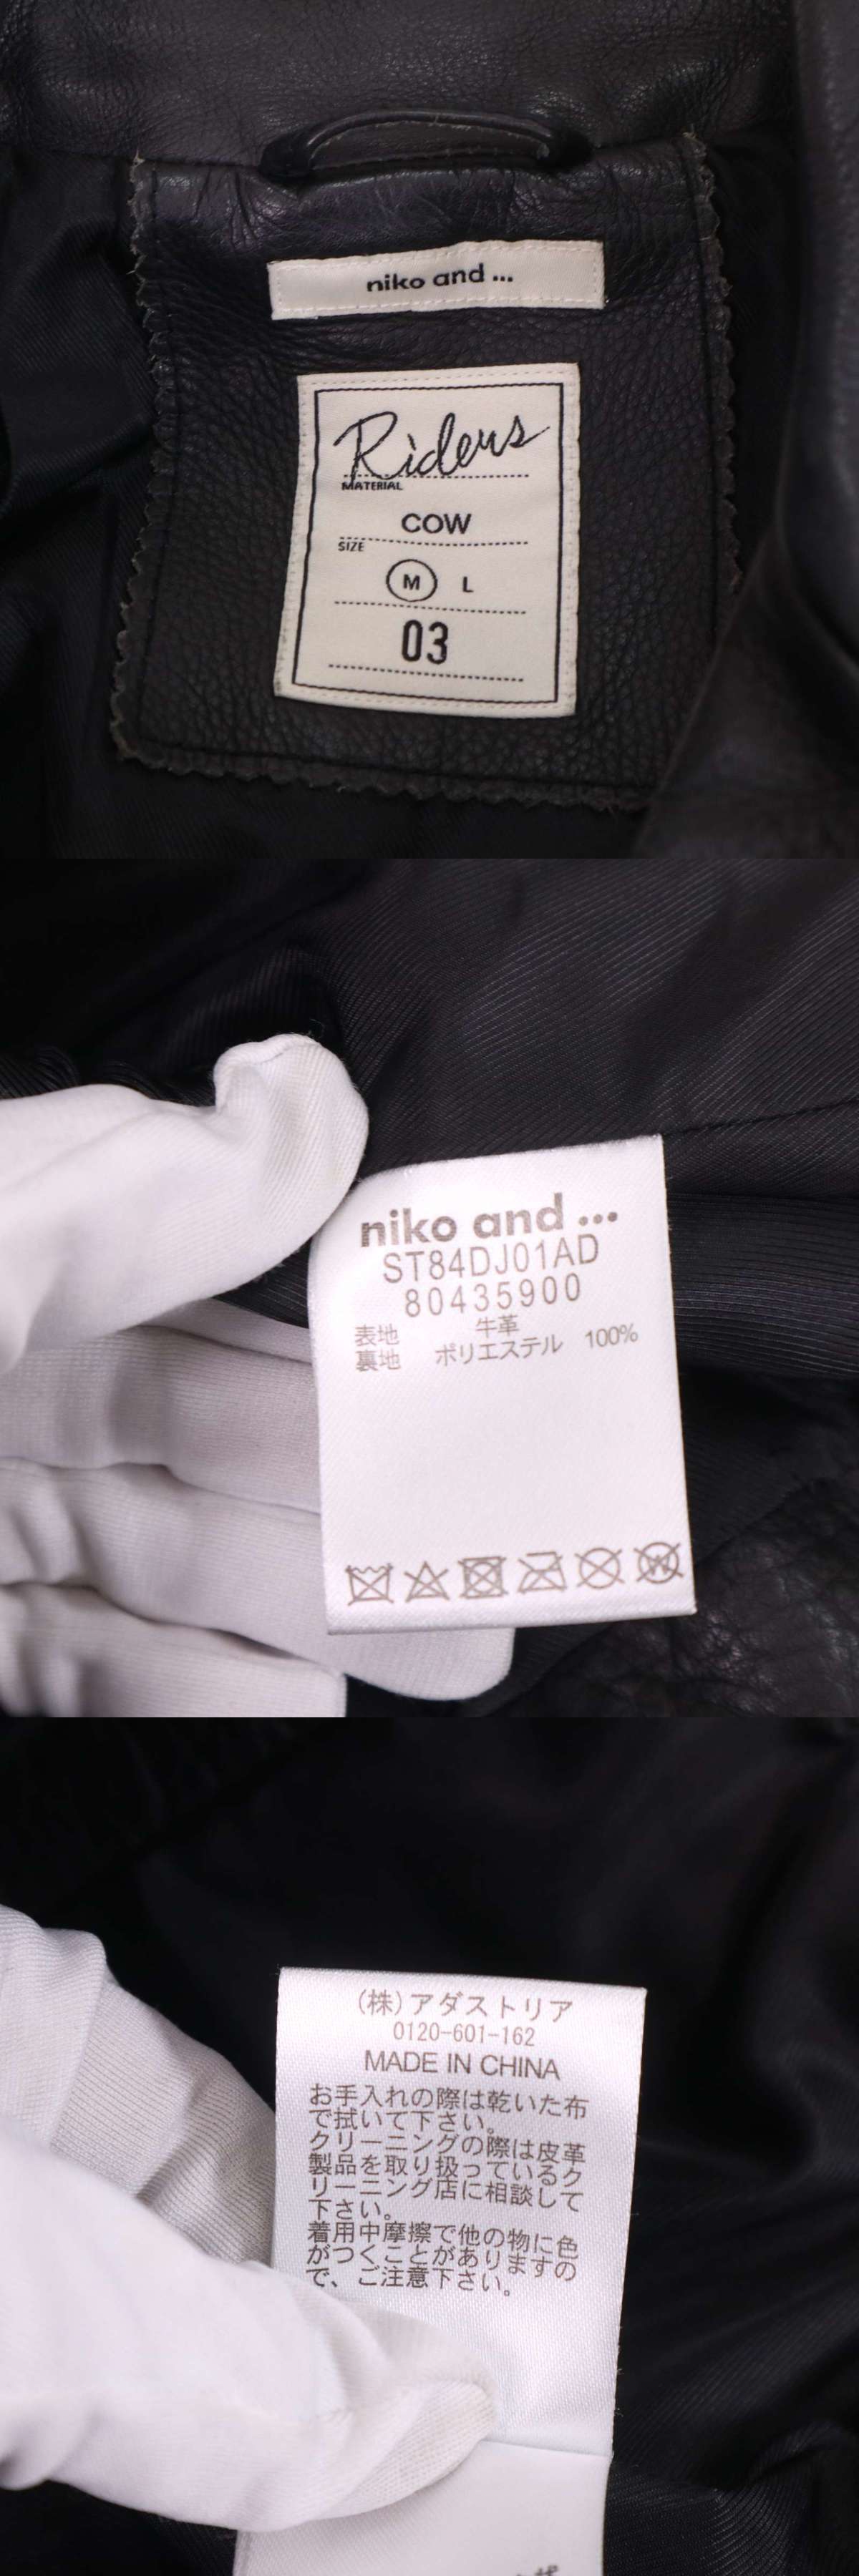 niko and ...
Riders
MATERIAL
COW
SIZE
M L
03
niko and ...
ST84DJ01AD
80435900
表地 牛革
裏地 ポリエステル 100%
W
(株)アダストリア
0120-601-162
MADE IN CHINA
お手入れの際は乾いた布
で拭いて下さい。
クリーニングの際は皮革
製品を取り扱っているク
リーニング店に相談して
下さい。
着用中摩擦で他の物に色
がつくことがありますの
で、ご注意下さい。